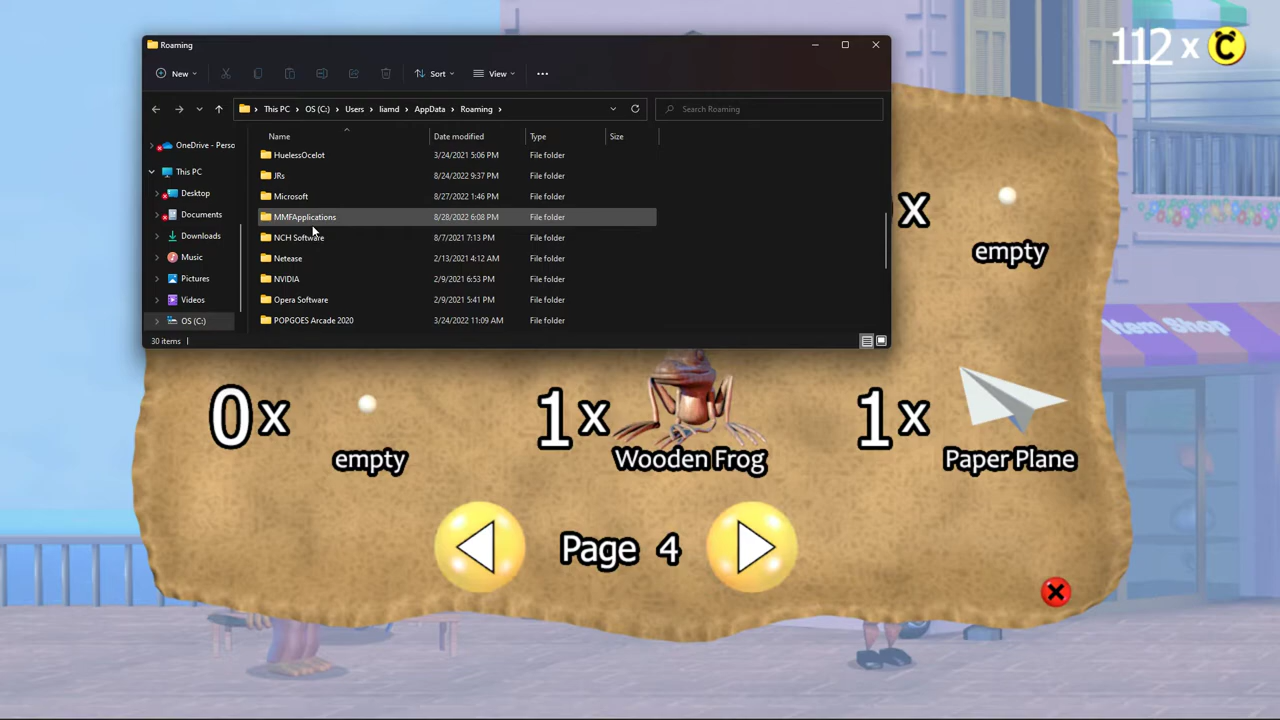 Roaming
112 x C
New
Sort
View
This PC > OS (C:) > Users > liamd > AppData > Roaming >
Search Roaming
Name
Date modified
Type
Size
OneDrive - Perso
This PC
Desktop
Documents
Downloads
Music
Pictures
Videos
OS (C:)
HuelessOcelot 3/24/2021 5:06 PM File folder
JRs 8/24/2022 9:37 PM File folder
Microsoft 8/27/2022 1:46 PM File folder
MMFApplications 8/28/2022 6:08 PM File folder
NCH Software 8/7/2021 7:13 PM File folder
Netease 2/13/2021 4:12 AM File folder
NVIDIA 2/9/2021 6:53 PM File folder
Opera Software 2/9/2021 5:41 PM File folder
POPGOES Arcade 2020 3/24/2022 11:09 AM File folder
30 items
x
empty
Item Shop
0 x
empty
1 x
Wooden Frog
1 x
Paper Plane
Page 4